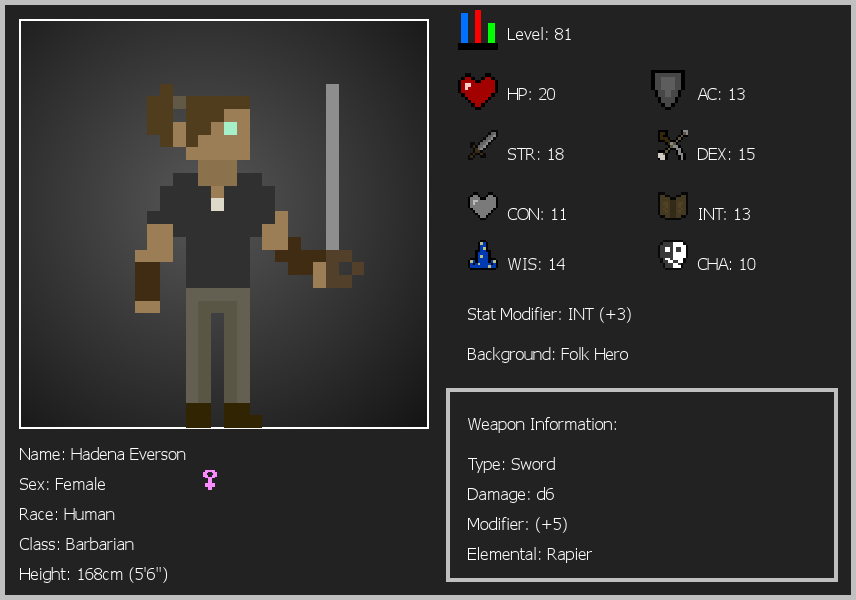 Level: 81
HP: 20
AC: 13
STR: 18
DEX: 15
CON: 11
INT: 13
WIS: 14
CHA: 10
Stat Modifier: INT (+3)
Background: Folk Hero
Weapon Information:
Type: Sword
Damage: d6
Modifier: (+5)
Elemental: Rapier
Name: Hadena Everson
Sex: Female
Race: Human
Class: Barbarian
Height: 168cm (5'6")